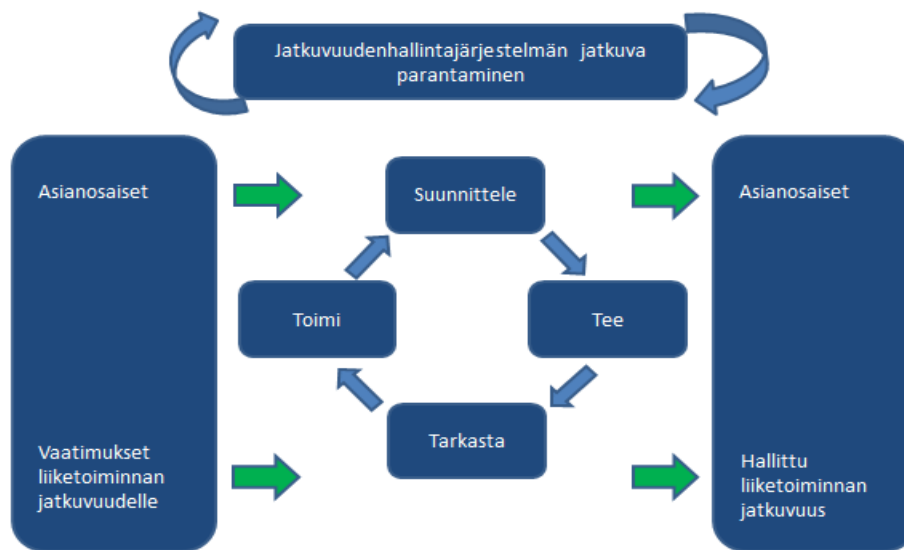 Jatkuvuudenhallintajärjestelmän jatkuva
parantaminen
Asianosaiset
Suunnittele
Asianosaiset
Toimi
Tee
Tarkasta
Vaatimukset
liiketoiminnan
jatkuvuudelle
Hallittu
liiketoiminnan
jatkuvuus